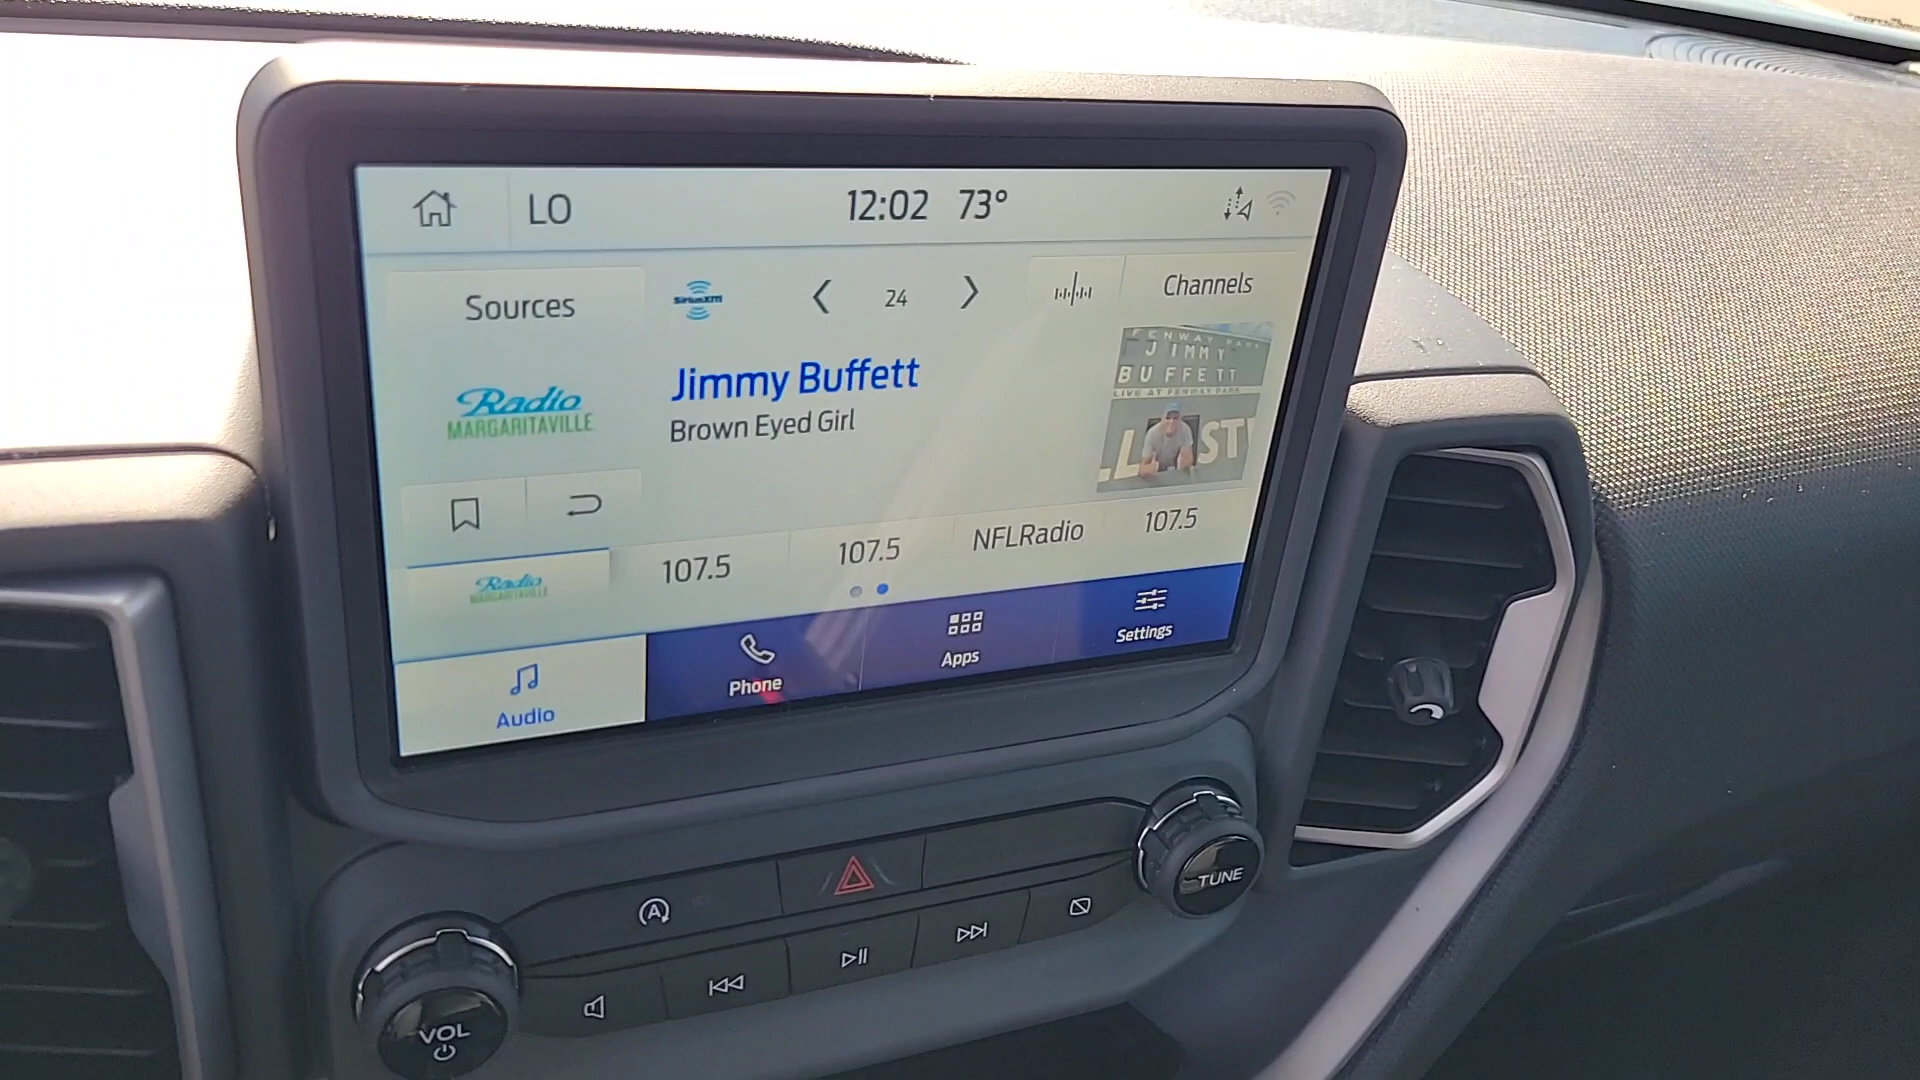 LO
12:02 73°
Sources
SiriusXM
24
Channels
Radio
MARGARITAVILLE
Jimmy Buffett
Brown Eyed Girl
FENWAY PARK
JIMMY
BUFFETT
LIVE AT FENWAY PARK
Radio
MARGARITAVILLE
107.5
107.5
NFLRadio
107.5
Audio
Phone
Apps
Settings
A
VOL
TUNE